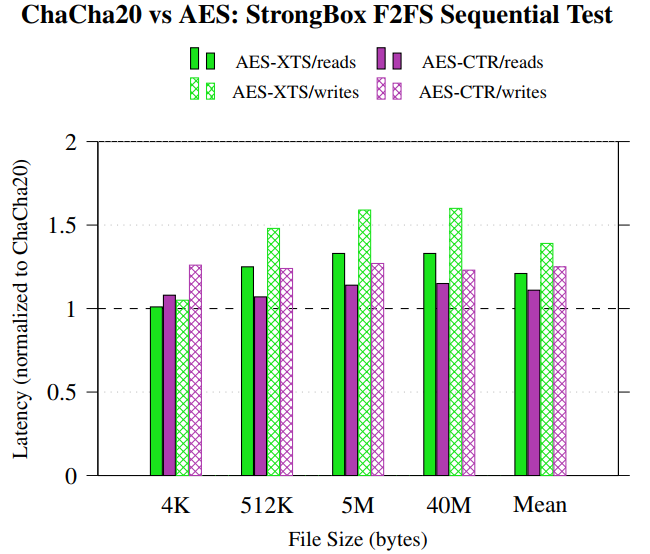 ChaCha20 vs AES: StrongBox F2FS Sequential Test
AES-XTS/reads AES-CTR/reads
AES-XTS/writes AES-CTR/writes
Latency (normalized to ChaCha20)
2
1.5
1
0.5
0
4K 512K 5M 40M Mean
File Size (bytes)